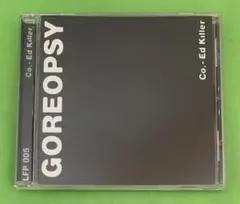 Co.- Ed Killer
LFP 005
GOREOPSY
Co.- Ed Killer